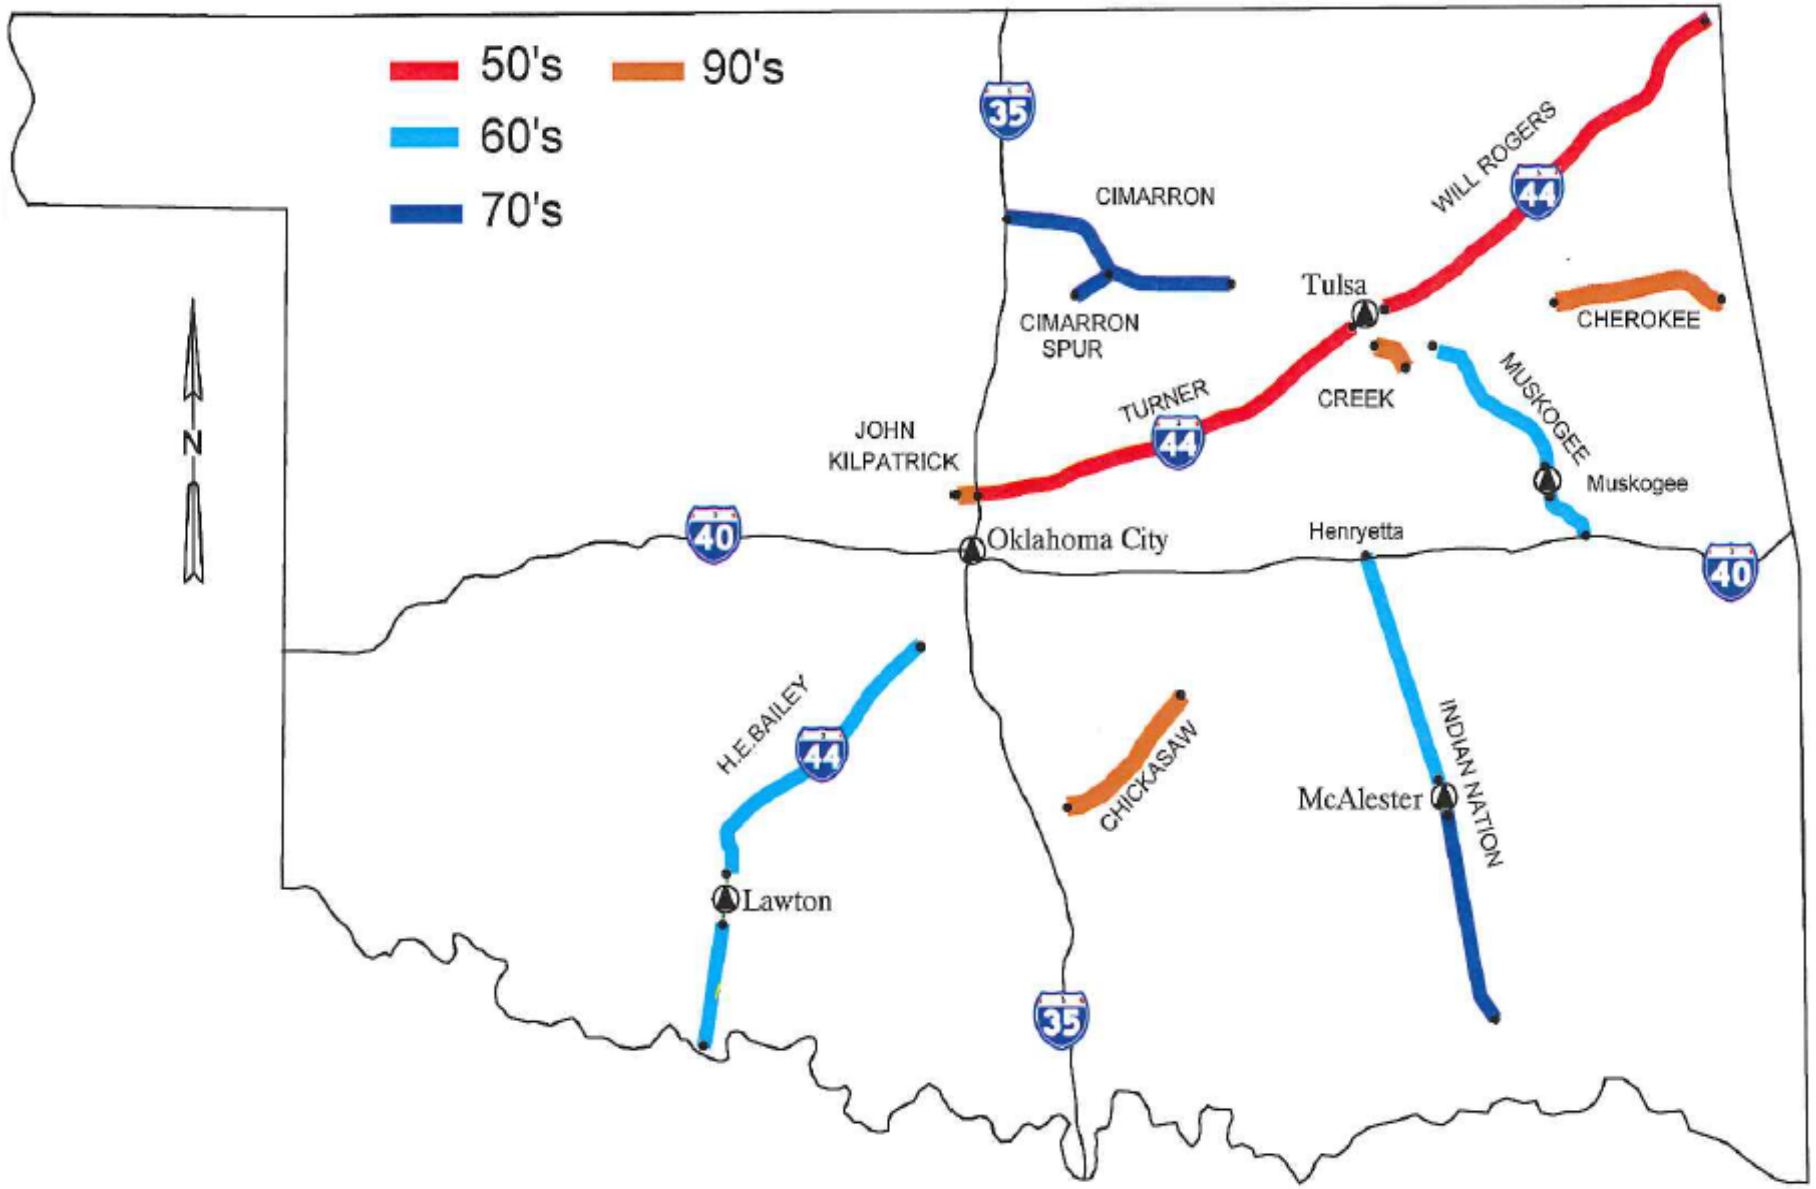 50's
90's
60's
70's
35
CIMARRON
WILL ROGERS
44
Tulsa
CIMARRON
SPUR
CHEROKEE
CREEK
MUSKOGEE
TURNER
44
JOHN
KILPATRICK
N
Muskogee
40
Oklahoma City
Henryetta
40
H.E.BAILEY
44
CHICKASAW
INDIAN NATION
McAlester
Lawton
35